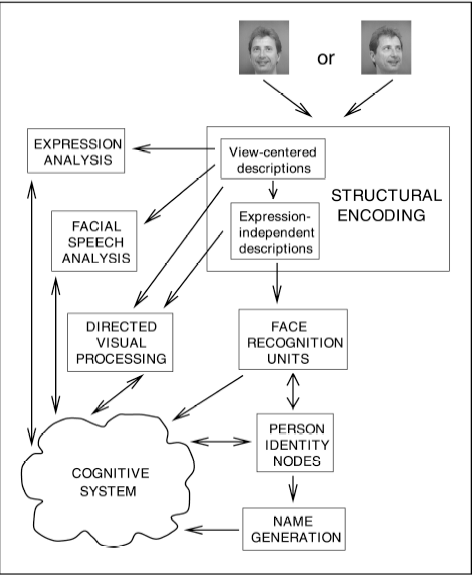 or
EXPRESSION
ANALYSIS
View-centered
descriptions
STRUCTURAL
ENCODING
Expression-
independent
descriptions
FACIAL
SPEECH
ANALYSIS
DIRECTED
VISUAL
PROCESSING
FACE
RECOGNITION
UNITS
PERSON
IDENTITY
NODES
COGNITIVE
SYSTEM
NAME
GENERATION